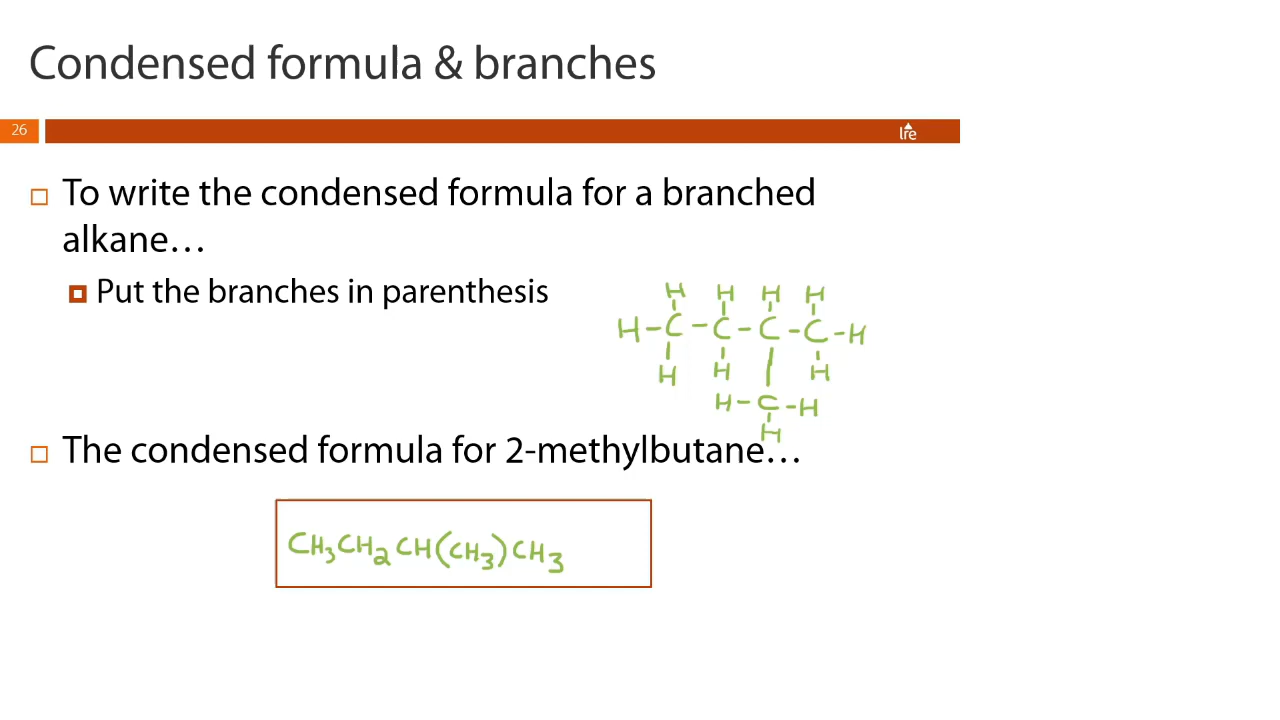 Condensed formula & branches
26
lre
To write the condensed formula for a branched
alkane…
Put the branches in parenthesis
H H H H
H-C-C-C-C-H
H H | H
H-C-H
H
The condensed formula for 2-methylbutane…
CH3CH2CH(CH3)CH3